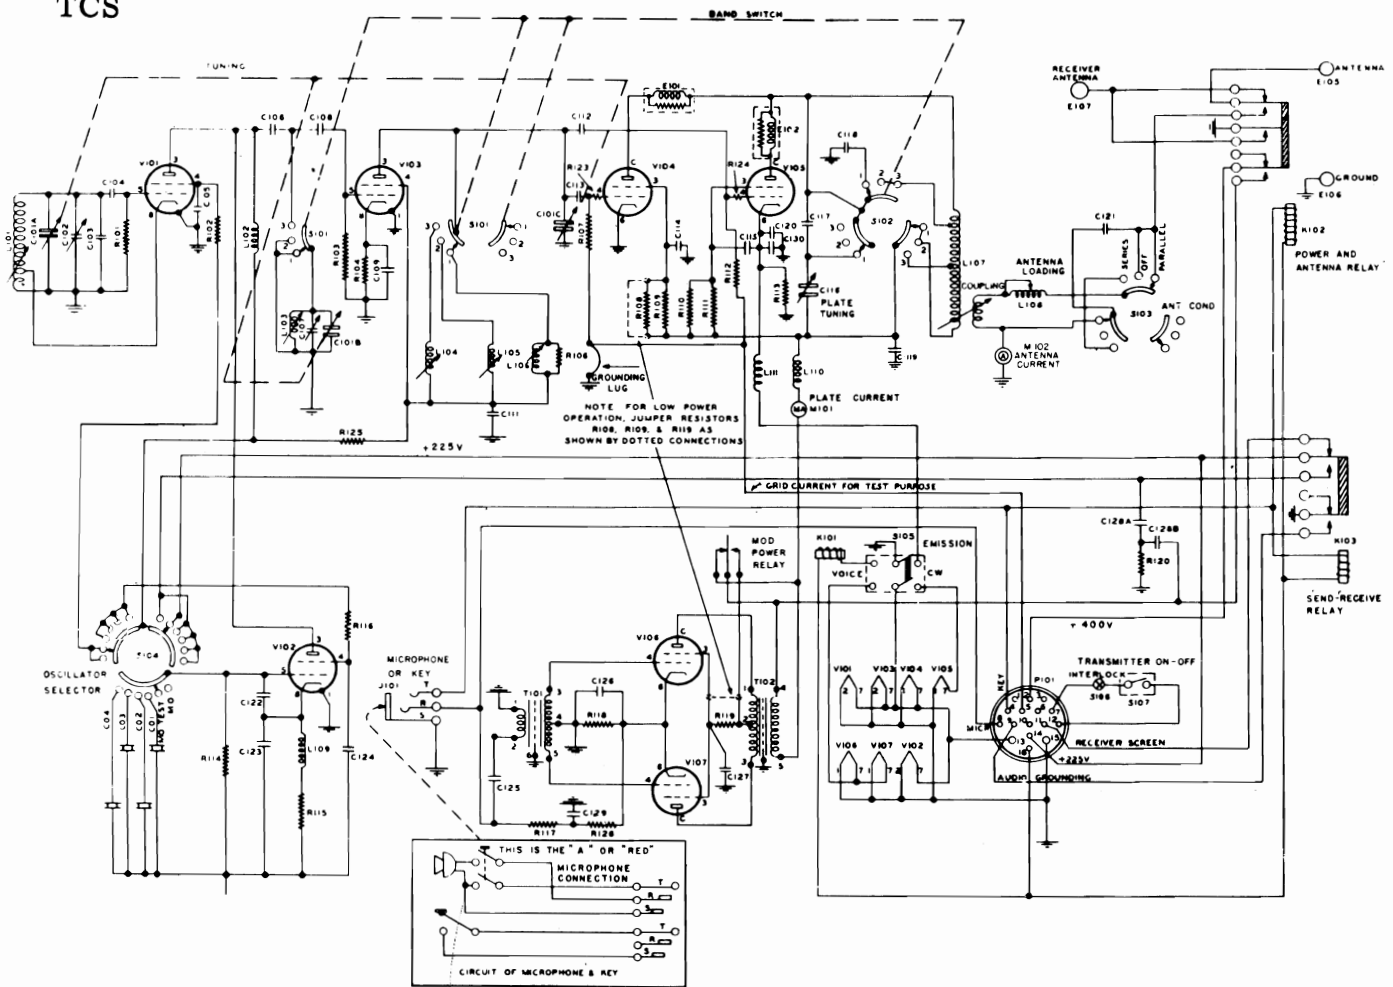 TCS
BAND SWITCH
TUNING
RECEIVER
ANTENNA
E107
ANTENNA
E105
GROUND
E106
K102
POWER AND
ANTENNA RELAY
E101
E102
C106
C108
C112
C118
V101
V103
R123
C113
V104
R124
V105
C104
C105
R102
L101
C101A
C102
C103
R101
L102
S101
R103
R104
C109
S101
C101C
R107
C114
C115
C120
C130
C117
S102
L107
C121
SERIES
OFF
PARALLEL
ANTENNA
LOADING
L108
COUPLING
S103
ANT COND
M102
ANTENNA
CURRENT
R112
R113
C116
PLATE
TUNING
R108
R109
R110
R111
L103
C101B
L104
L105
L106
R106
C111
GROUNDING
LUG
L111
L110
C119
PLATE CURRENT
MA M101
NOTE FOR LOW POWER
OPERATION, JUMPER RESISTORS
R108, R109, & R119 AS
SHOWN BY DOTTED CONNECTIONS
R125
+225V
GRID CURRENT FOR TEST PURPOSE
C128A
C128B
R120
K103
SEND-RECEIVE
RELAY
MOD
POWER
RELAY
K101
S105
EMISSION
VOICE
CW
+400V
S104
OSCILLATOR
SELECTOR
R116
V102
C122
C123
L109
C124
R114
R115
C04
C03
C02
C01
MO TEST
MO
MICROPHONE
OR KEY
J101
T
R
S
V106
T101
C126
R118
R119
T102
V107
C127
C125
C129
R117
R126
V101
V103
V104
V105
V106
V107
V102
KEY
P101
MICR
TRANSMITTER ON-OFF
INTERLOCK
S106
S107
RECEIVER SCREEN
+225V
AUDIO GROUNDING
THIS IS THE "A" OR "RED"
MICROPHONE
CONNECTION
T
R
S
T
R
S
CIRCUIT OF MICROPHONE & KEY